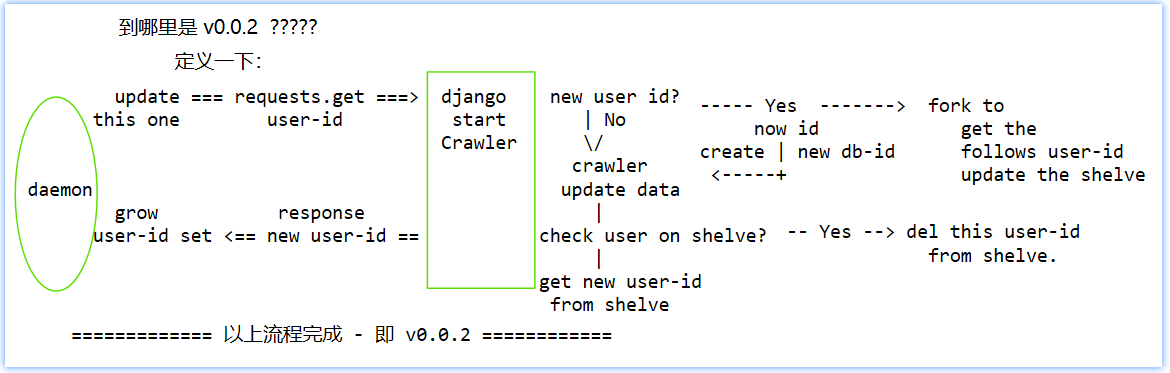 到哪里是 v0.0.2 ?????
定义一下:
update === requests.get ===> django new user id? ----- Yes -------> fork to
this one user-id start | No now id get the
Crawler \/ create | new db-id follows user-id
crawler <-----+ update the shelve
daemon update data
|
grow response
user-id set <== new user-id == check user on shelve? -- Yes --> del this user-id
| from shelve.
get new user-id
from shelve
============= 以上流程完成 - 即 v0.0.2 ============